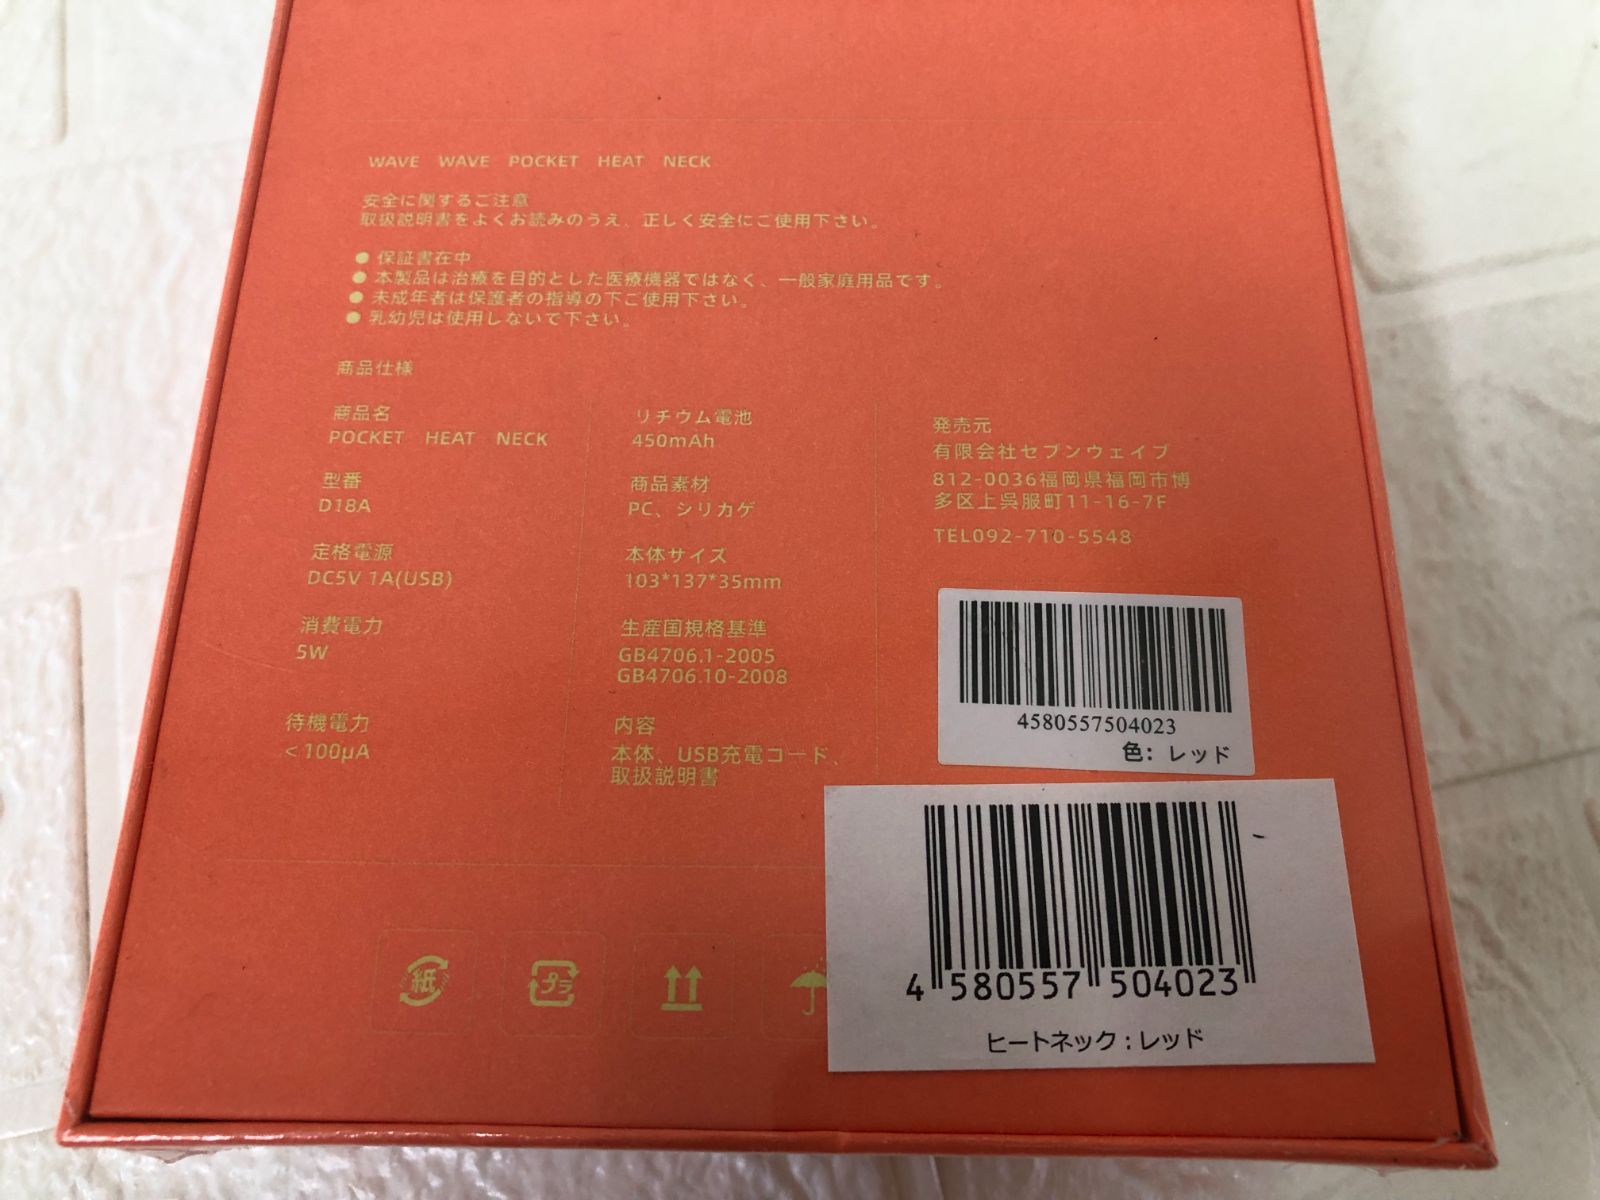 WAVE WAVE POCKET HEAT NECK
安全に関するご注意
取扱説明書をよくお読みのうえ、正しく安全にご使用下さい。
● 保証書在中
● 本製品は治療を目的とした医療機器ではなく、一般家庭用品です。
● 未成年者は保護者の指導の下ご使用下さい。
● 乳幼児は使用しないで下さい。
商品仕様
商品名
POCKET HEAT NECK
型番
D18A
定格電源
DC5V 1A(USB)
消費電力
5W
待機電力
<100μA
リチウム電池
450mAh
商品素材
PC、シリカゲ
本体サイズ
103*137*35mm
生産国規格基準
GB4706.1-2005
GB4706.10-2008
内容
本体、USB充電コード、
取扱説明書
発売元
有限会社セブンウェイブ
812-0036福岡県福岡市博
多区上呉服町11-16-7F
TEL092-710-5548
4580557504023
色：レッド
4 580557 504023
ヒートネック：レッド
紙
プラ